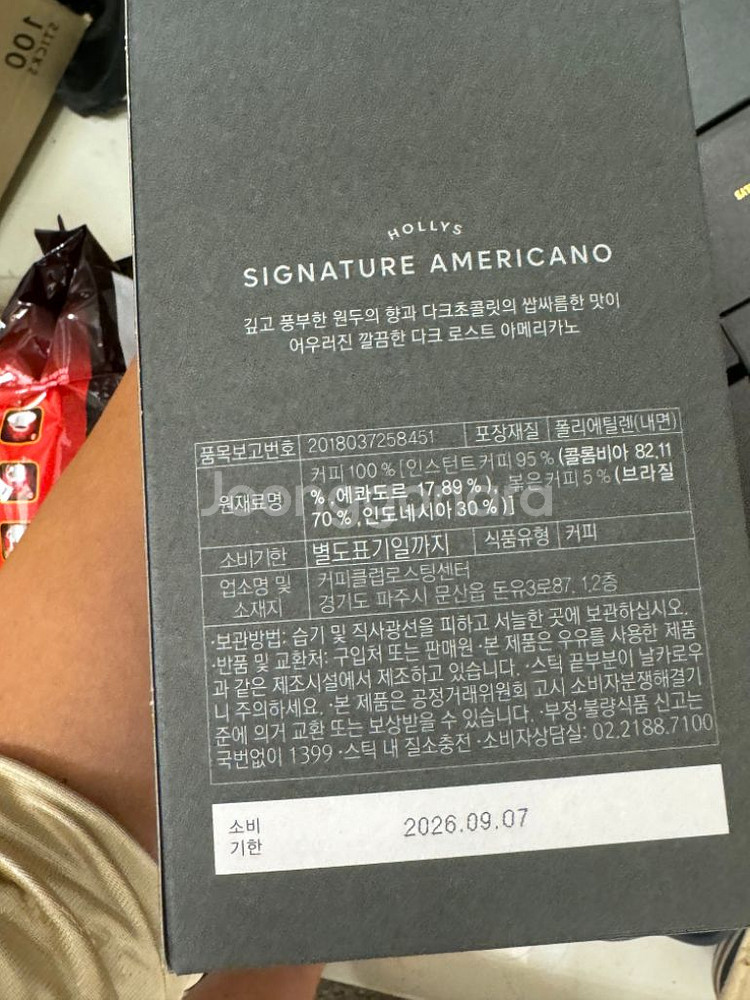 100
STICKS
HOLLYS
SIGNATURE AMERICANO
깊고 풍부한 원두의 향과 다크초콜릿의 쌉싸름한 맛이
어우러진 깔끔한 다크 로스트 아메리카노
품목보고번호 2018037258451 포장재질 폴리에틸렌(내면)
원재료명 커피 100 % [인스턴트커피 95 % (콜롬비아 82.11
%, 에콰도르 17.89 %), 볶은커피 5 % (브라질
70 %, 인도네시아 30 %)]
Joonggonara
소비기한 별도표기일까지 식품유형 커피
업소명 및 소재지 커피클럽로스팅센터
경기도 파주시 문산읍 돈유3로87, 1,2층
·보관방법: 습기 및 직사광선을 피하고 서늘한 곳에 보관하십시오.
·반품 및 교환처: 구입처 또는 판매원 ·본 제품은 우유를 사용한 제품
과 같은 제조시설에서 제조하고 있습니다. ·스틱 끝부분이 날카로우
니 주의하세요. ·본 제품은 공정거래위원회 고시 소비자분쟁해결기
준에 의거 교환 또는 보상받을 수 있습니다. ·부정·불량식품 신고는
국번없이 1399 ·스틱 내 질소충전 ·소비자상담실: 02.2188.7100
소비
기한 2026.09.07